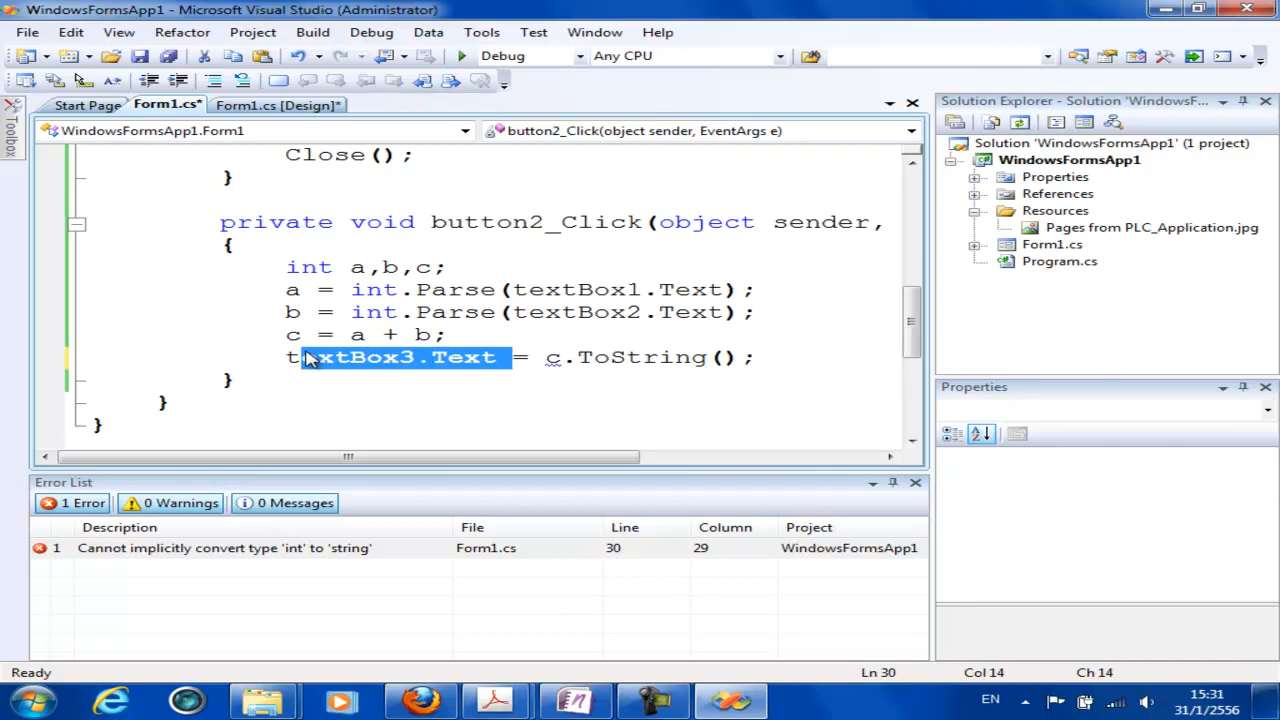 WindowsFormsApp1 - Microsoft Visual Studio (Administrator)
File Edit View Refactor Project Build Debug Data Tools Test Window Help
Debug Any CPU
Start Page Form1.cs* Form1.cs [Design]*
WindowsFormsApp1.Form1 button2_Click(object sender, EventArgs e)
Close();
}
private void button2_Click(object sender,
{
int a,b,c;
a = int.Parse(textBox1.Text);
b = int.Parse(textBox2.Text);
c = a + b;
textBox3.Text = c.ToString();
}
}
}
Toolbox
Solution Explorer - Solution 'WindowsF...
Solution 'WindowsFormsApp1' (1 project)
WindowsFormsApp1
Properties
References
Resources
Pages from PLC_Application.jpg
Form1.cs
Program.cs
Properties
Error List
1 Error 0 Warnings 0 Messages
Description File Line Column Project
1 Cannot implicitly convert type 'int' to 'string' Form1.cs 30 29 WindowsFormsApp1
Ready Ln 30 Col 14 Ch 14
EN 15:31
31/1/2556